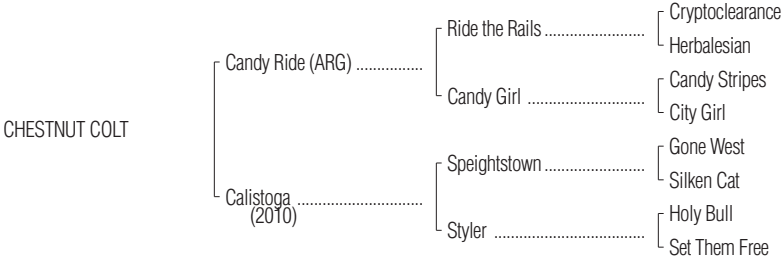 Cryptoclearance
Ride the Rails ........................
Herbalesian
Candy Ride (ARG) ................
Candy Stripes
Candy Girl ............................
City Girl
CHESTNUT COLT
Gone West
Speightstown ........................
Silken Cat
Calistoga ..............................
(2010)
Holy Bull
Styler ....................................
Set Them Free